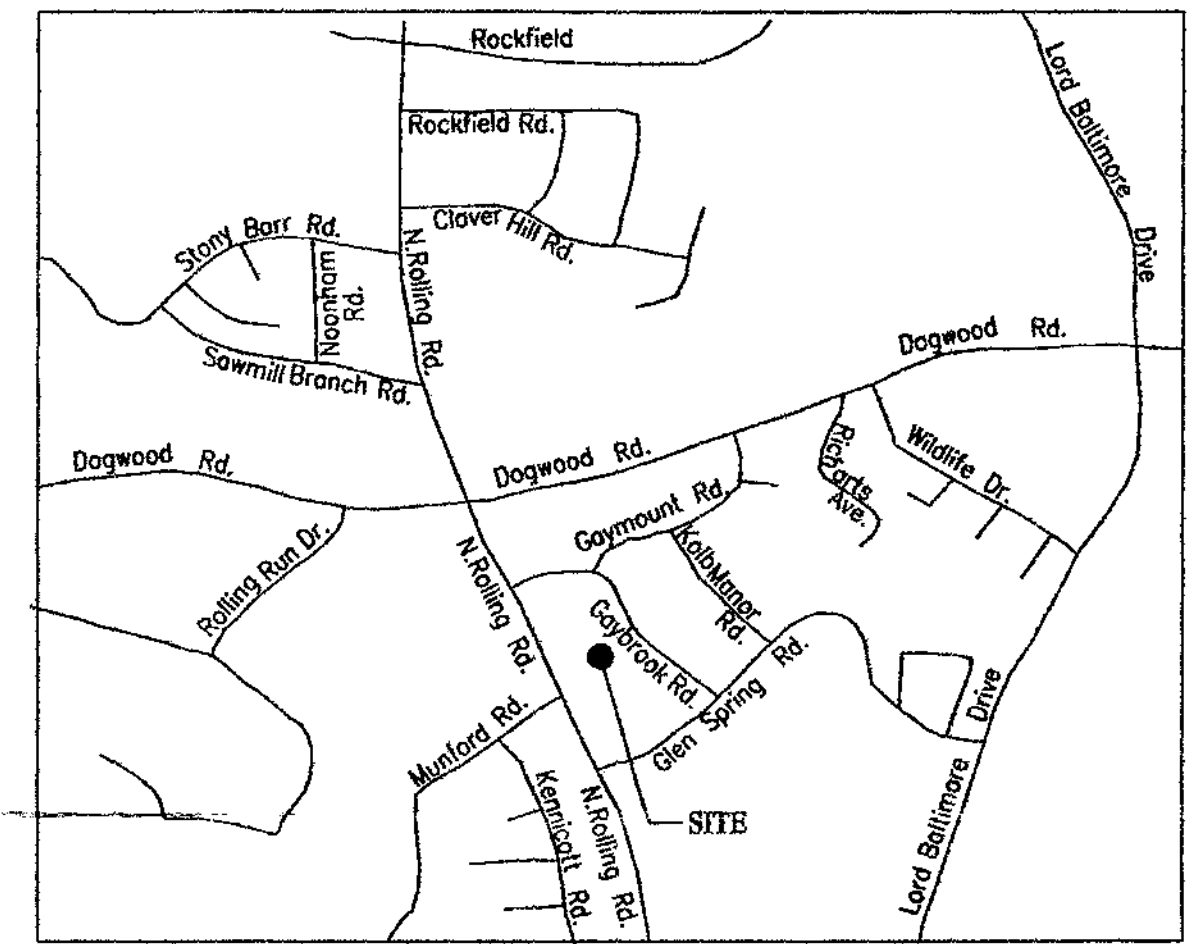 Rockfield
Lord Baltimore
Drive
Rockfield Rd.
Clover Hill Rd.
Stony Barr Rd.
N.Rolling Rd.
Noonham
Rd.
Sawmill Branch Rd.
Dogwood Rd.
Dogwood Rd.
Dogwood Rd.
Richarts
Ave.
Wildlife Dr.
Gaymount Rd.
Kolb Manor
Rd.
Rolling Run Dr.
N.Rolling Rd.
Gaybrook Rd.
Glen Spring Rd.
Munford Rd.
Kennicott Rd.
N.Rolling Rd.
SITE
Lord Baltimore
Drive